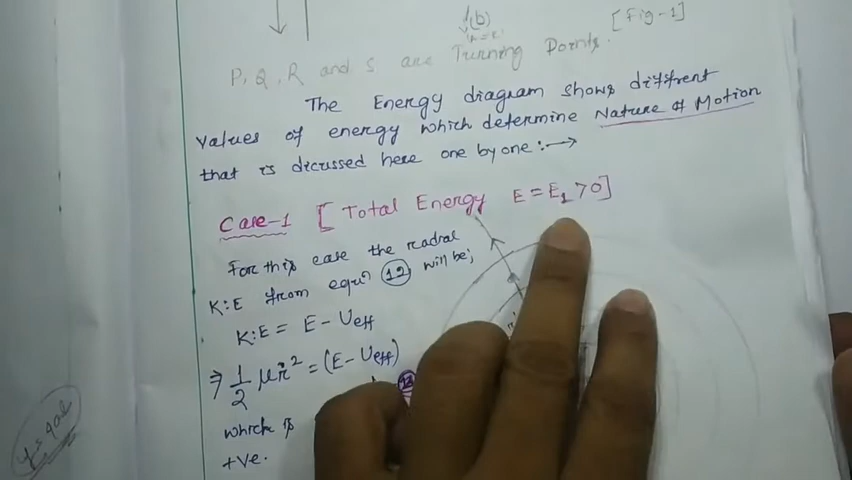 (b)
[Fig-1]
P, Q, R and S are Turning Points.
The Energy diagram shows different
values of energy which determine Nature of Motion
that is dicussed here one by one :→
Case-1 [Total Energy E = E₁ >0]
For this case the radial
K:E from equⁿ (12) will be;
K:E = E - Ueff
⇒ 1/2 μṙ² = (E - Ueff)
which is
+ve.